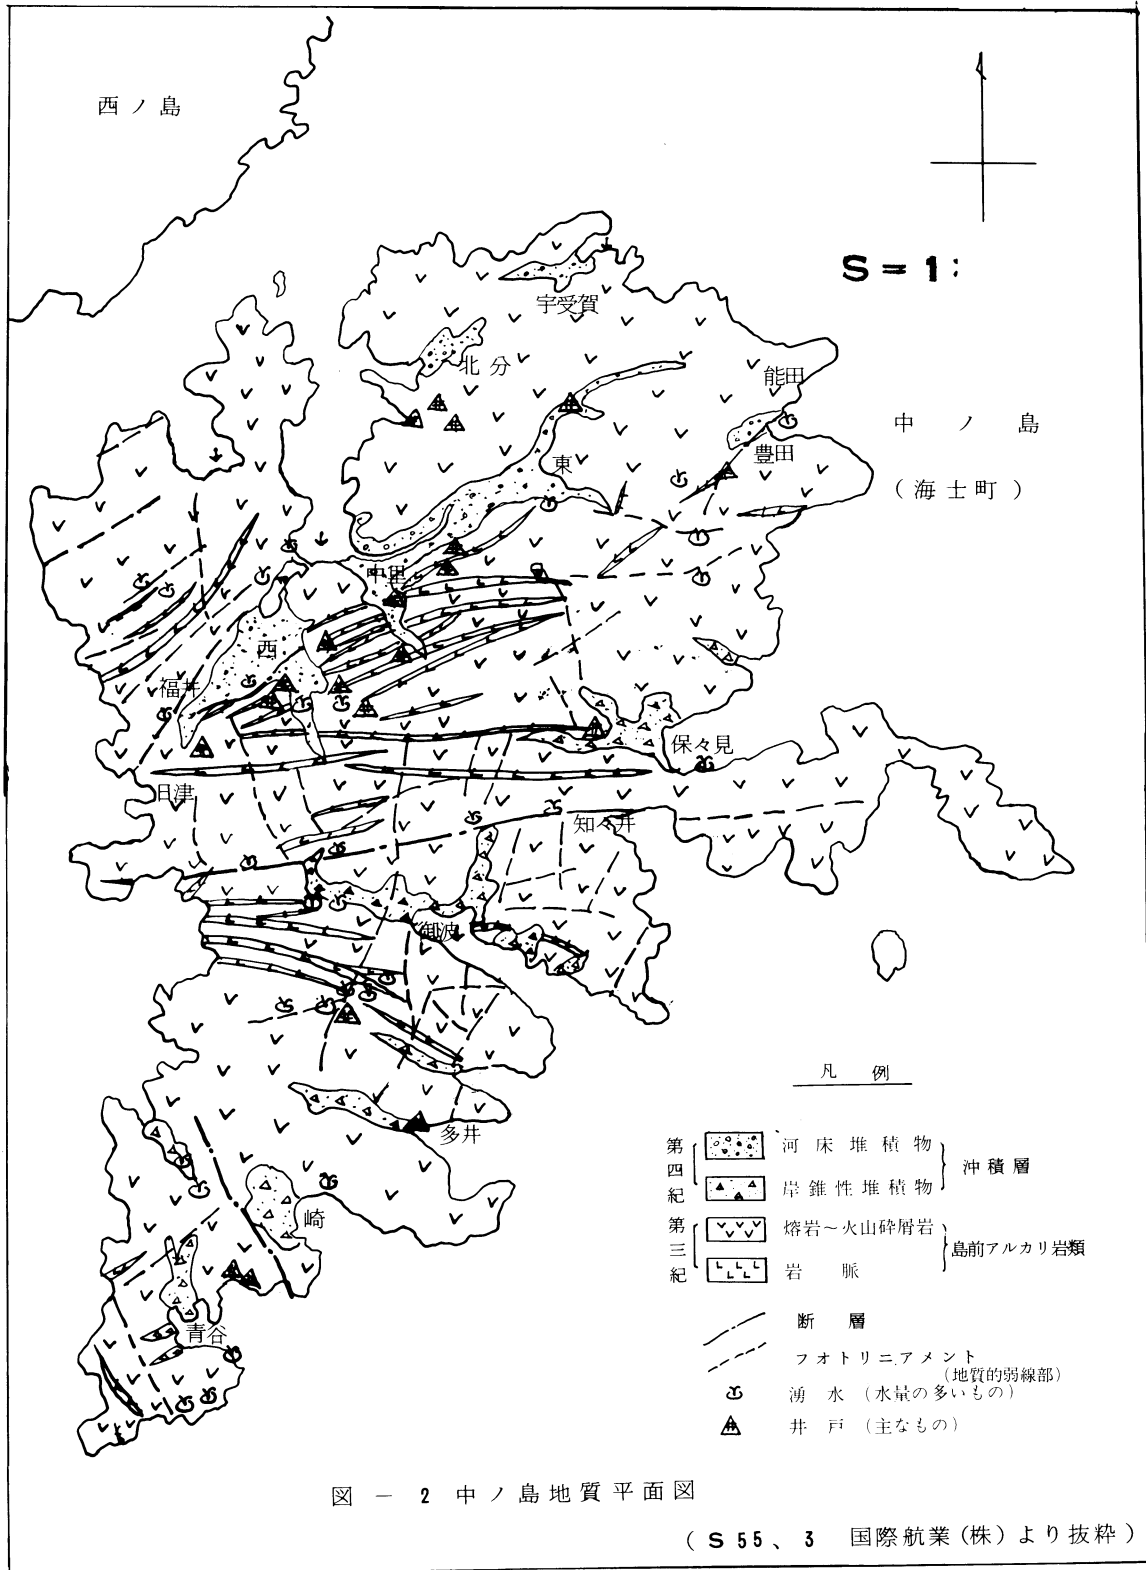 西ノ島
S=1:
宇受賀
北分
能田
中ノ島
豊田
東
(海士町)
中里
西
福井
保々見
日津
知々井
御波
凡例
多井
第四紀
河床堆積物
沖積層
崖錐性堆積物
崎
第三紀
熔岩～火山砕屑岩
島前アルカリ岩類
岩脈
断層
青谷
フオトリニアメント
(地質的弱線部)
湧水(水量の多いもの)
井戸(主なもの)
図－2 中ノ島地質平面図
(S55、3 国際航業(株)より抜粋)